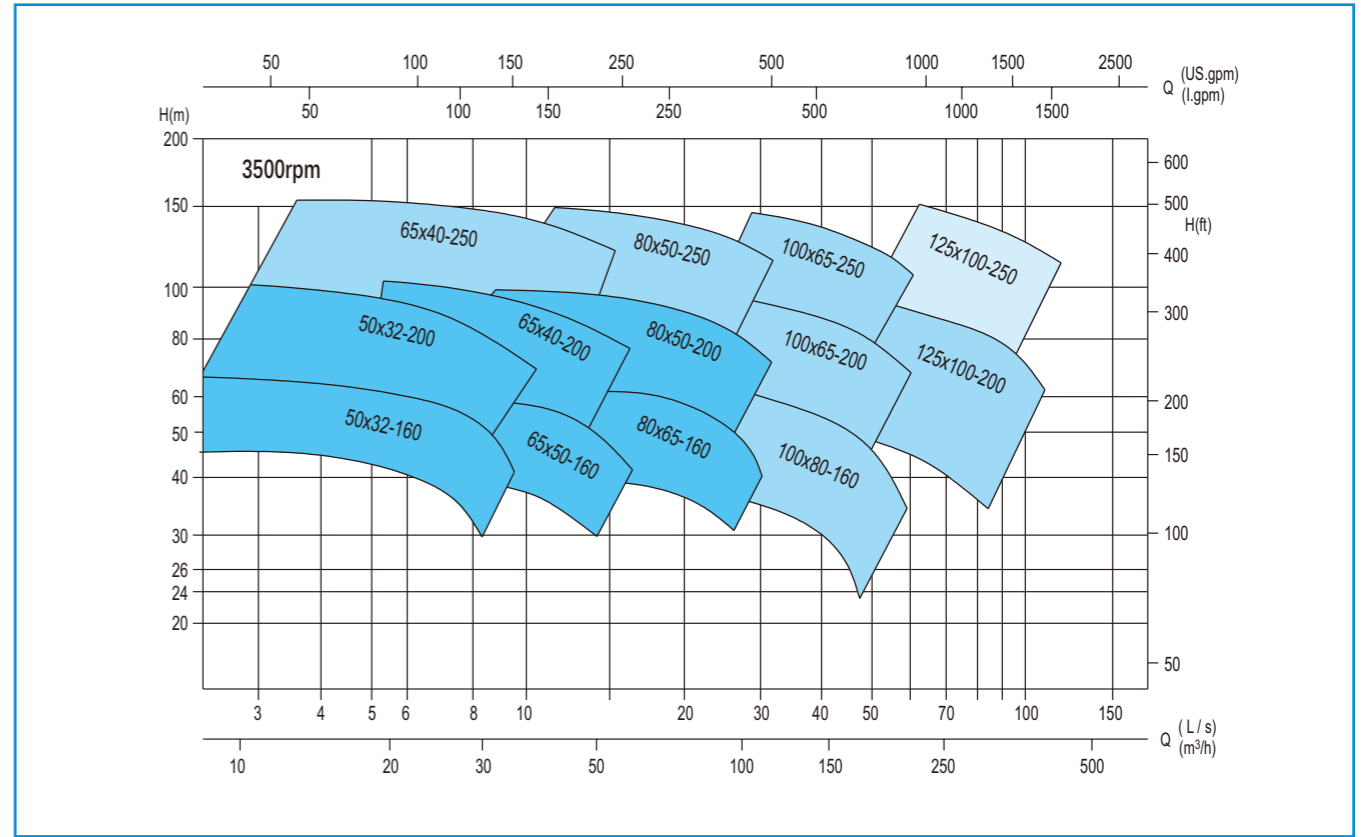 50 100 150 250 500 1000 1500 2500
Q (US.gpm)
(I.gpm)
50 100 150 250 500 1000 1500
H(m)
200
3500rpm
600
150
500
H(ft)
65x40-250
80x50-250
100x65-250
125x100-250
400
100
300
50x32-200
65x40-200
80x50-200
100x65-200
125x100-200
80
60
200
50x32-160
65x50-160
80x65-160
100x80-160
50
150
40
30
100
26
24
20
50
3 4 5 6 8 10 20 30 40 50 70 100 150
Q (L/s)
(m³/h)
10 20 30 50 100 150 250 500